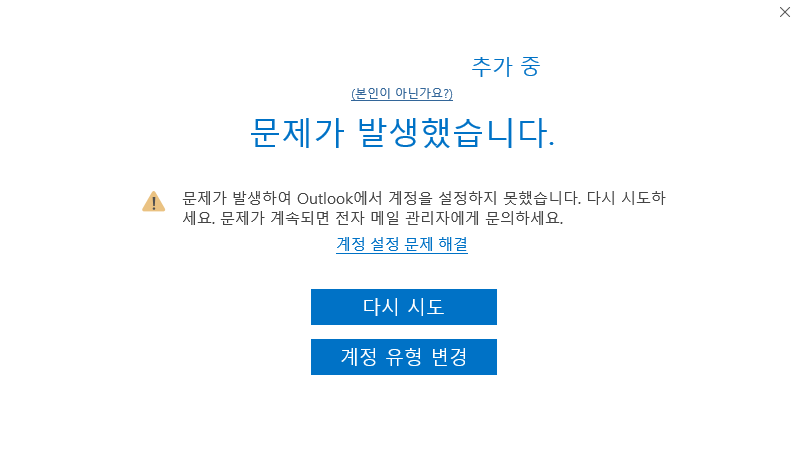 추가 중
(본인이 아닌가요?)
문제가 발생했습니다.
문제가 발생하여 Outlook에서 계정을 설정하지 못했습니다. 다시 시도하
세요. 문제가 계속되면 전자 메일 관리자에게 문의하세요.
계정 설정 문제 해결
다시 시도
계정 유형 변경